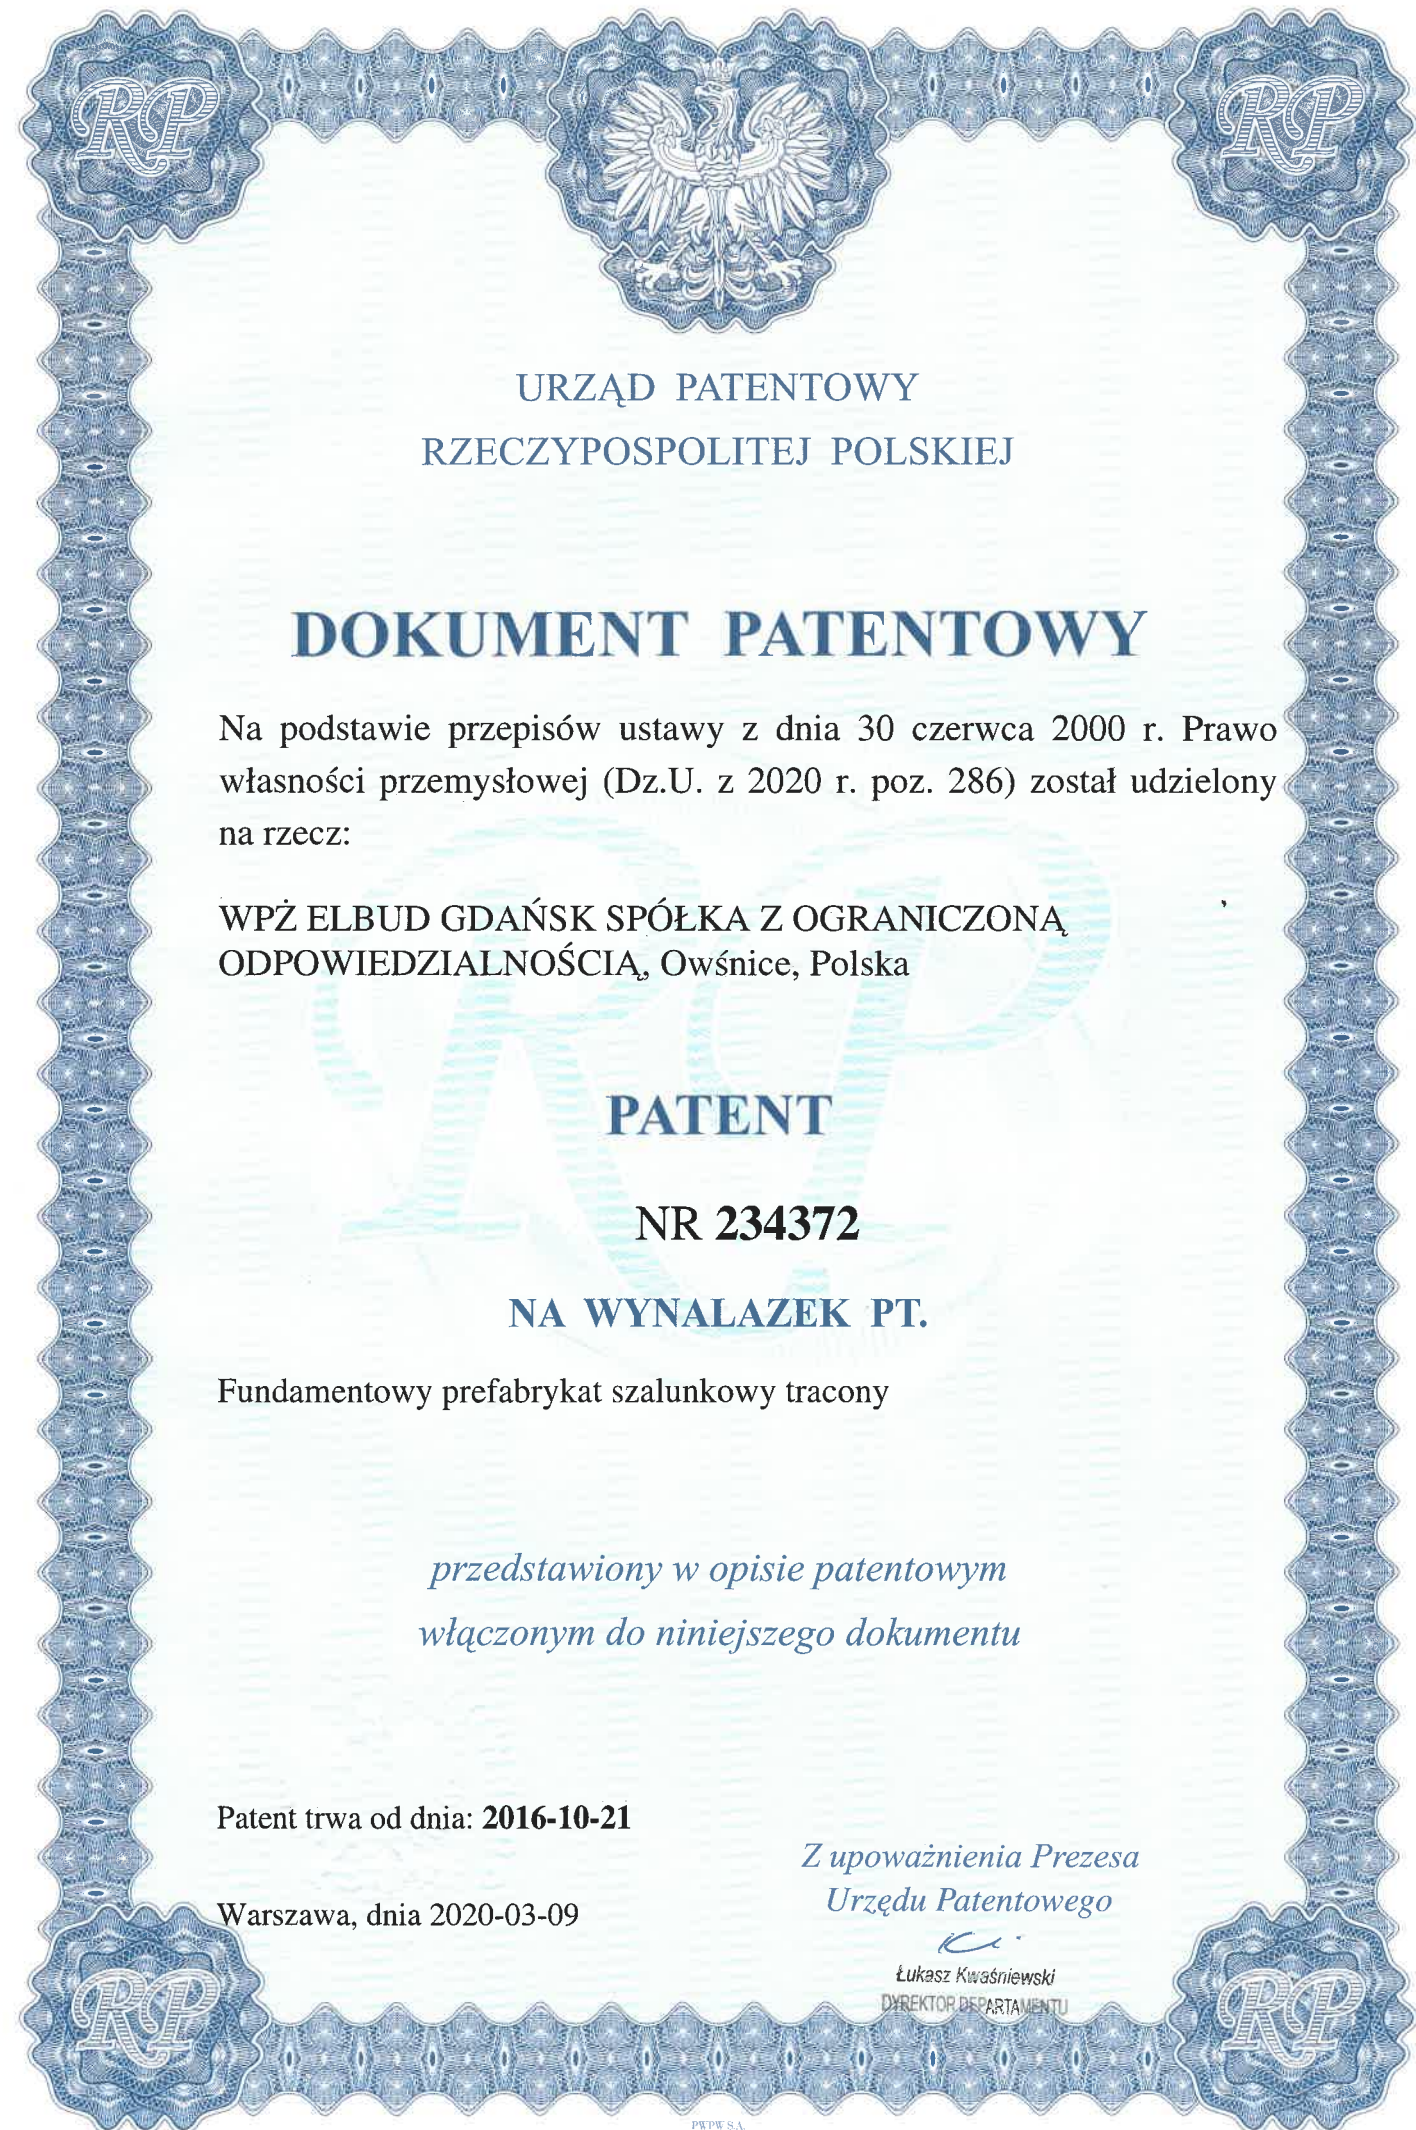 RP
RP
URZĄD PATENTOWY
RZECZYPOSPOLITEJ POLSKIEJ
DOKUMENT PATENTOWY
Na podstawie przepisów ustawy z dnia 30 czerwca 2000 r. Prawo
własności przemysłowej (Dz.U. z 2020 r. poz. 286) został udzielony
na rzecz:
WPŻ ELBUD GDAŃSK SPÓŁKA Z OGRANICZONĄ
ODPOWIEDZIALNOŚCIĄ, Owśnice, Polska
RP
PATENT
NR 234372
NA WYNALAZEK PT.
Fundamentowy prefabrykat szalunkowy tracony
przedstawiony w opisie patentowym
włączonym do niniejszego dokumentu
Patent trwa od dnia: 2016-10-21
Warszawa, dnia 2020-03-09
Z upoważnienia Prezesa
Urzędu Patentowego
Łukasz Kwaśniewski
DYREKTOR DEPARTAMENTU
RP
RP
PWPW S.A.